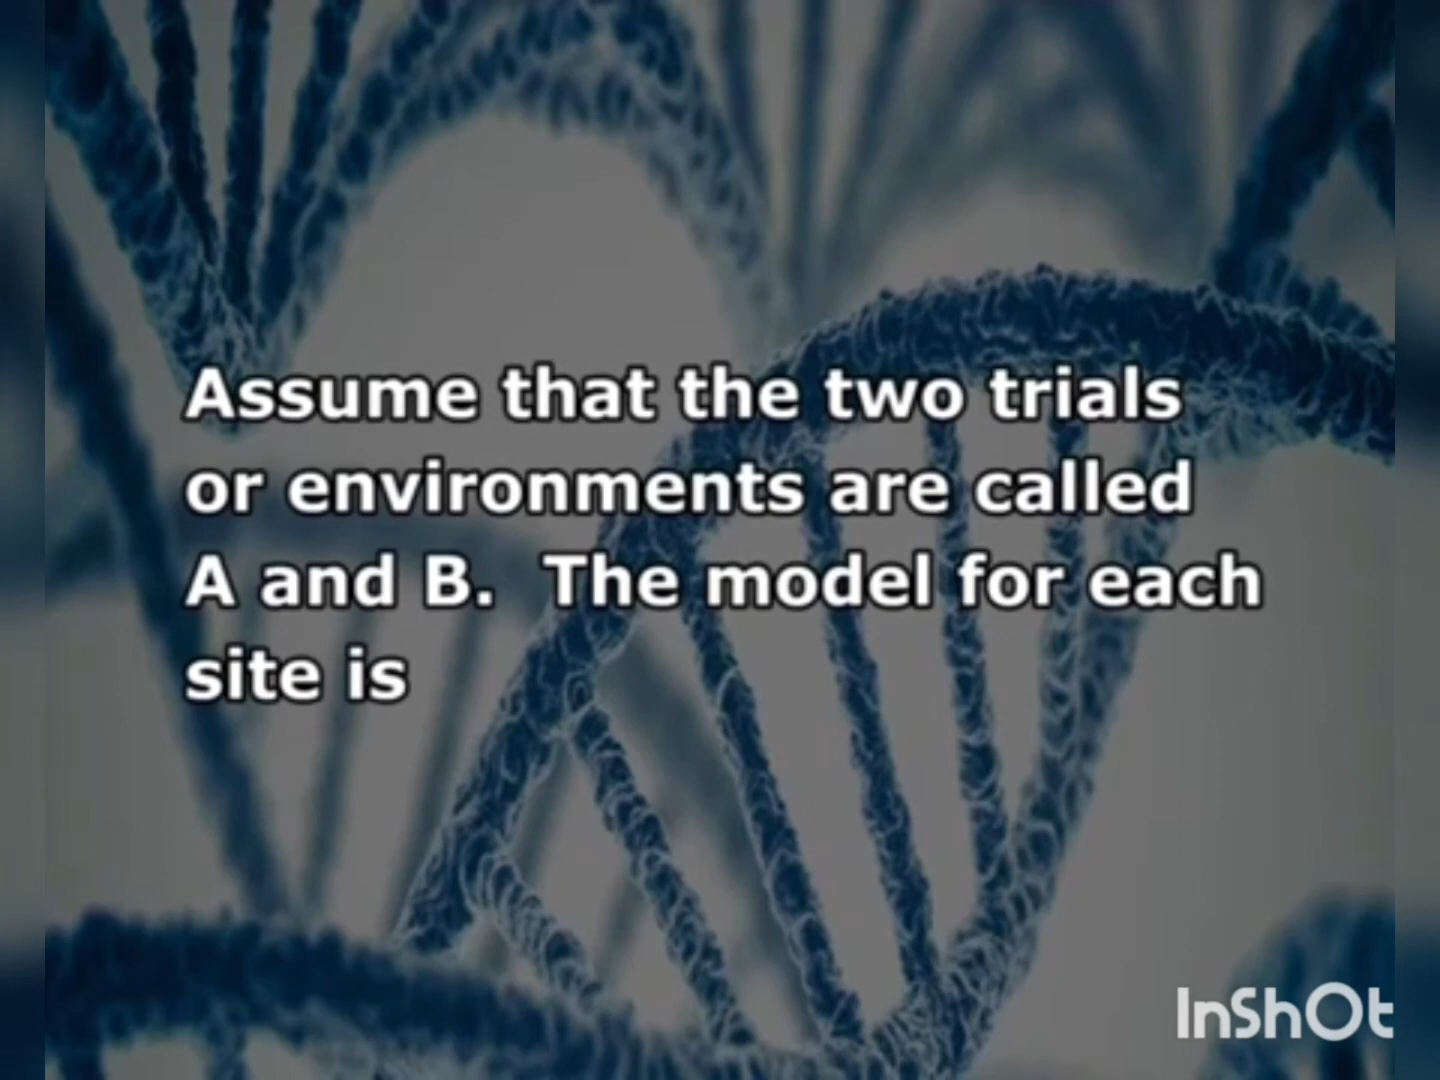 Assume that the two trials
or environments are called
A and B.  The model for each
site is
InShOt